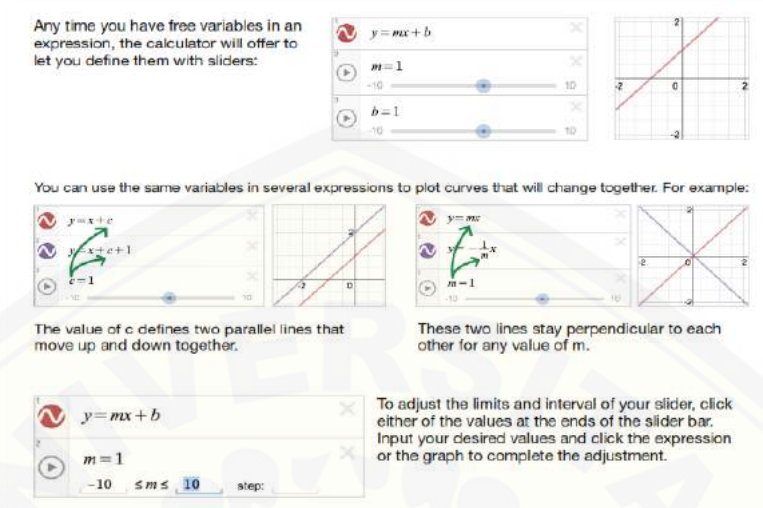 Any time you have free variables in an
expression, the calculator will offer to
let you define them with sliders:
1
y = mx + b
2
m = 1
-10 10
3
b = 1
-10 10
2
-2 0 2
-2
You can use the same variables in several expressions to plot curves that will change together. For example:
y = x + c
y = x + c + 1
c = 1
-10 10
2
-2 0
y = mx
y = -1/m x
m = 1
-10 10
2
-2 0 2
-2
The value of c defines two parallel lines that
move up and down together.
These two lines stay perpendicular to each
other for any value of m.
1
y = mx + b
2
m = 1
-10 ≤ m ≤ 10 step:
To adjust the limits and interval of your slider, click
either of the values at the ends of the slider bar.
Input your desired values and click the expression
or the graph to complete the adjustment.